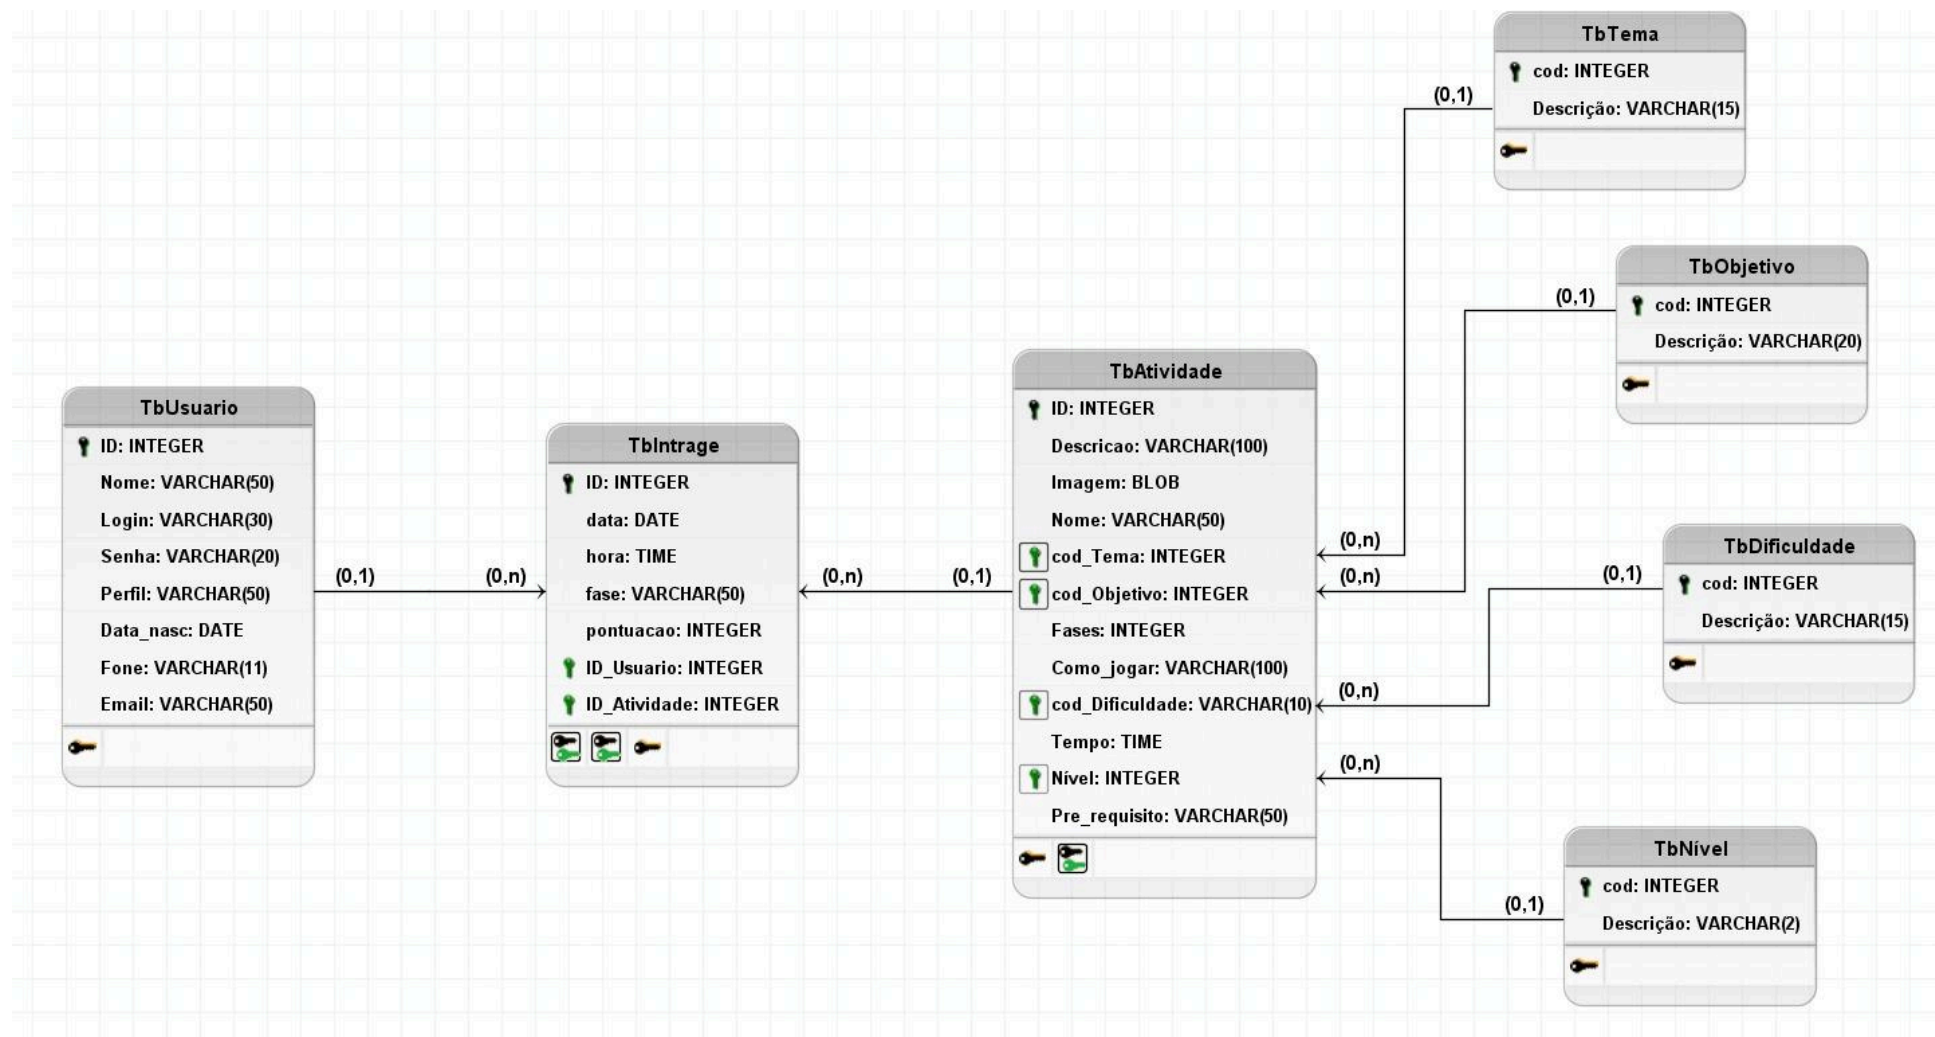 TbTema
cod: INTEGER
Descrição: VARCHAR(15)
(0,1)
TbObjetivo
cod: INTEGER
Descrição: VARCHAR(20)
(0,1)
TbUsuario
ID: INTEGER
Nome: VARCHAR(50)
Login: VARCHAR(30)
Senha: VARCHAR(20)
Perfil: VARCHAR(50)
Data_nasc: DATE
Fone: VARCHAR(11)
Email: VARCHAR(50)
(0,1)
(0,n)
TbIntrage
ID: INTEGER
data: DATE
hora: TIME
fase: VARCHAR(50)
pontuacao: INTEGER
ID_Usuario: INTEGER
ID_Atividade: INTEGER
(0,n)
(0,1)
TbAtividade
ID: INTEGER
Descricao: VARCHAR(100)
Imagem: BLOB
Nome: VARCHAR(50)
cod_Tema: INTEGER
cod_Objetivo: INTEGER
Fases: INTEGER
Como_jogar: VARCHAR(100)
cod_Dificuldade: VARCHAR(10)
Tempo: TIME
Nível: INTEGER
Pre_requisito: VARCHAR(50)
(0,n)
(0,n)
(0,n)
(0,n)
TbDificuldade
cod: INTEGER
Descrição: VARCHAR(15)
(0,1)
TbNível
cod: INTEGER
Descrição: VARCHAR(2)
(0,1)